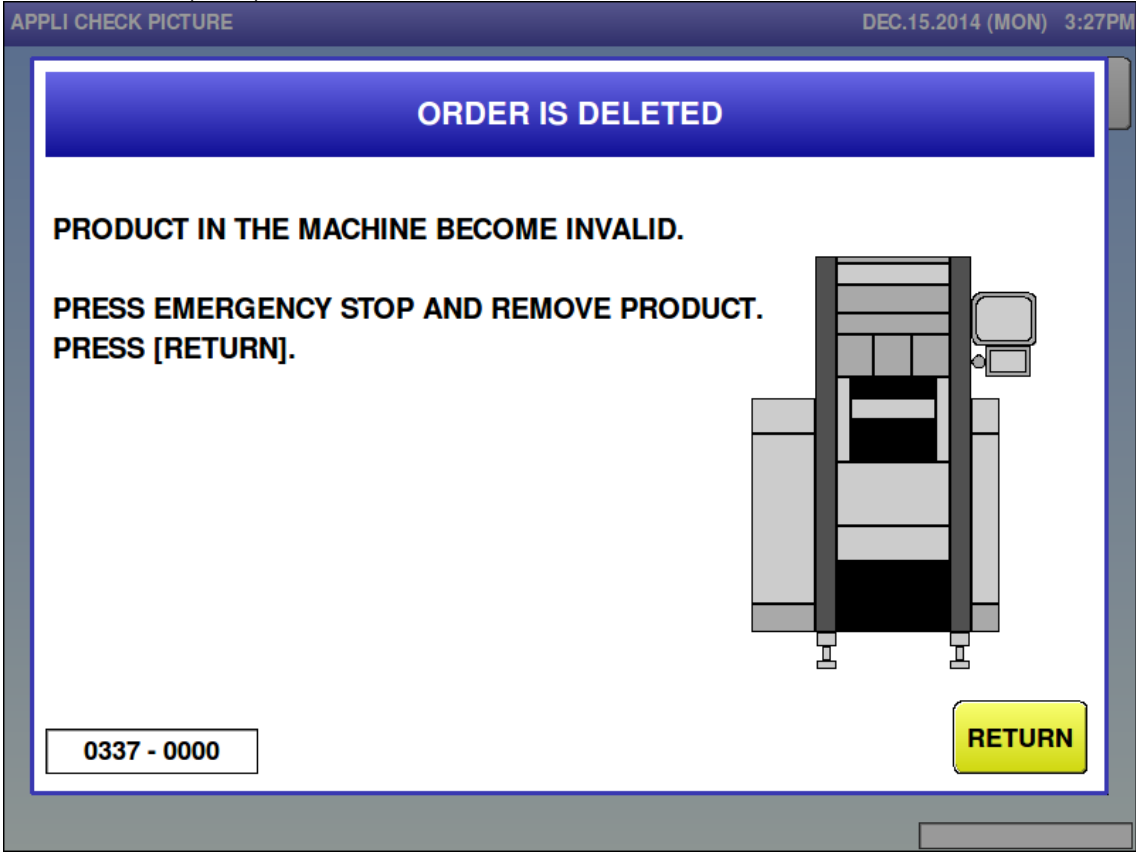 APPLI CHECK PICTURE
DEC.15.2014 (MON) 3:27PM
ORDER IS DELETED
PRODUCT IN THE MACHINE BECOME INVALID.
PRESS EMERGENCY STOP AND REMOVE PRODUCT.
PRESS [RETURN].
0337 - 0000
RETURN